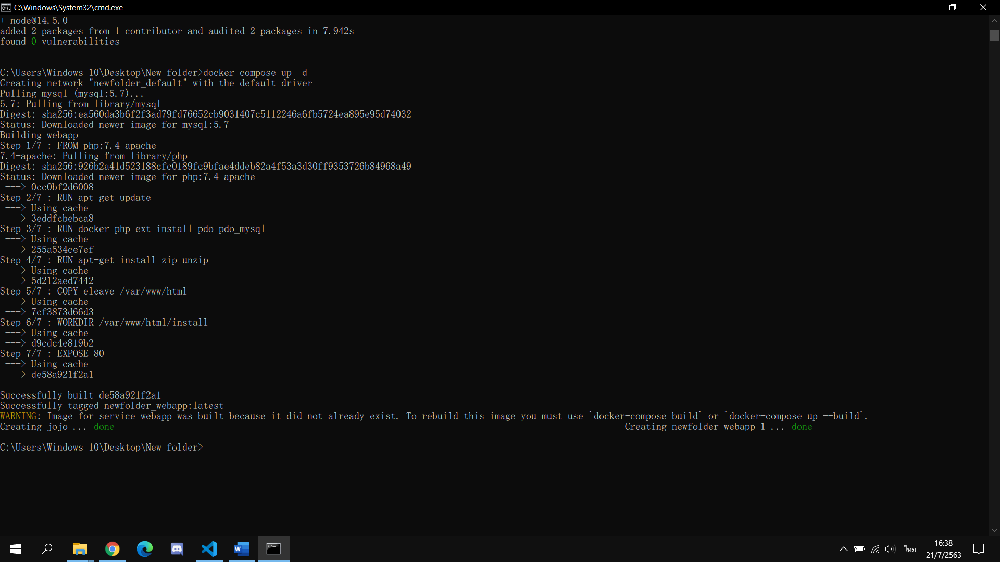 C:\Windows\System32\cmd.exe
+ node@14.5.0
added 2 packages from 1 contributor and audited 2 packages in 7.942s
found 0 vulnerabilities
C:\Users\Windows 10\Desktop\New folder>docker-compose up -d
Creating network "newfolder_default" with the default driver
Pulling mysql (mysql:5.7)...
5.7: Pulling from library/mysql
Digest: sha256:ea560da3b6f2f3ad79fd76652cb9031407c5112246a6fb5724ea895e95d74032
Status: Downloaded newer image for mysql:5.7
Building webapp
Step 1/7 : FROM php:7.4-apache
7.4-apache: Pulling from library/php
Digest: sha256:926b2a41d523188cfc0189fc9bfae4ddeb82a4f53a3d30ff9353726b84968a49
Status: Downloaded newer image for php:7.4-apache
 ---> 0cc0bf2d6008
Step 2/7 : RUN apt-get update
 ---> Using cache
 ---> 3eddfcbebca8
Step 3/7 : RUN docker-php-ext-install pdo pdo_mysql
 ---> Using cache
 ---> 255a534ce7ef
Step 4/7 : RUN apt-get install zip unzip
 ---> Using cache
 ---> 5d212aed7442
Step 5/7 : COPY eleave /var/www/html
 ---> Using cache
 ---> 7cf3873d66d3
Step 6/7 : WORKDIR /var/www/html/install
 ---> Using cache
 ---> d9cdc4e819b2
Step 7/7 : EXPOSE 80
 ---> Using cache
 ---> de58a921f2a1
Successfully built de58a921f2a1
Successfully tagged newfolder_webapp:latest
WARNING: Image for service webapp was built because it did not already exist. To rebuild this image you must use `docker-compose build` or `docker-compose up --build`.
Creating jojo ... done Creating newfolder_webapp_1 ... done
C:\Users\Windows 10\Desktop\New folder>
ไทย
16:38
21/7/2563